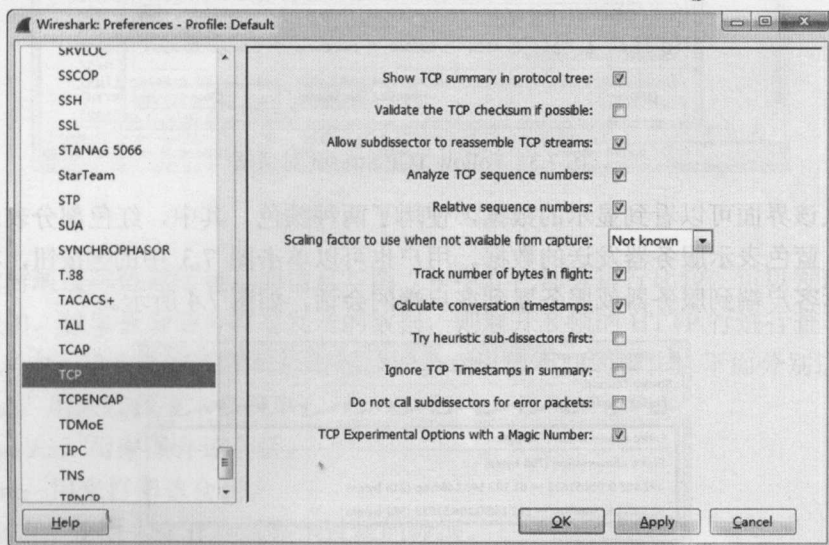 Wireshark: Preferences - Profile: Default
SRVLOC
SSCOP
SSH
SSL
STANAG 5066
StarTeam
STP
SUA
SYNCHROPHASOR
T.38
TACACS+
TALI
TCAP
TCP
TCPENCAP
TDMoE
TIPC
TNS
TPNCP
Show TCP summary in protocol tree:
Validate the TCP checksum if possible:
Allow subdissector to reassemble TCP streams:
Analyze TCP sequence numbers:
Relative sequence numbers:
Scaling factor to use when not available from capture: Not known
Track number of bytes in flight:
Calculate conversation timestamps:
Try heuristic sub-dissectors first:
Ignore TCP Timestamps in summary:
Do not call subdissectors for error packets:
TCP Experimental Options with a Magic Number:
Help OK Apply Cancel